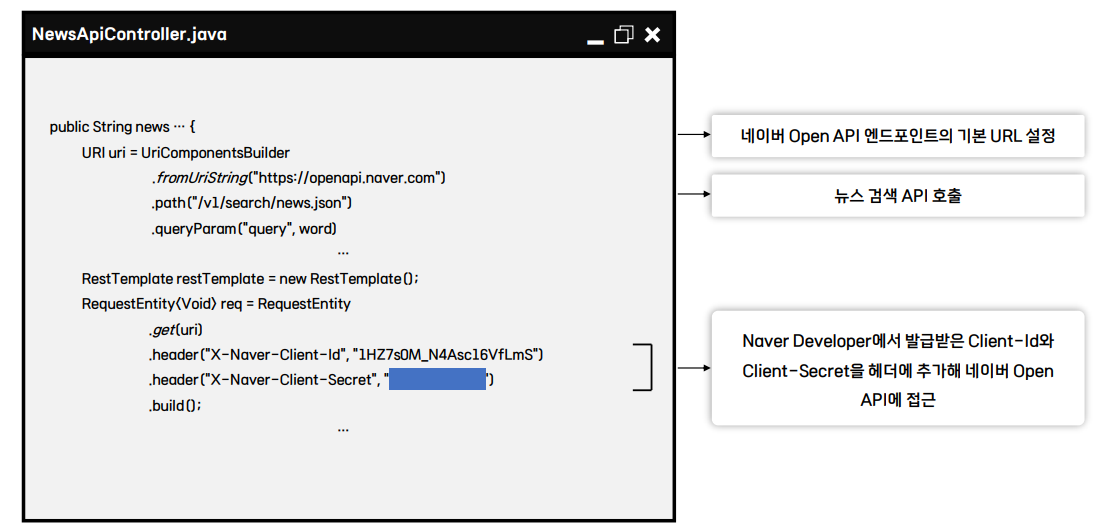 NewsApiController.java
public String news ··· {
URI uri = UriComponentsBuilder
.fromUriString("https://openapi.naver.com")
.path("/v1/search/news.json")
.queryParam("query", word)
···
RestTemplate restTemplate = new RestTemplate();
RequestEntity<Void> req = RequestEntity
.get(uri)
.header("X-Naver-Client-Id", "1HZ7s0M_N4Asc16VfLmS")
.header("X-Naver-Client-Secret", "")
.build();
···
네이버 Open API 엔드포인트의 기본 URL 설정
뉴스 검색 API 호출
Naver Developer에서 발급받은 Client-Id와
Client-Secret을 헤더에 추가해 네이버 Open
API에 접근